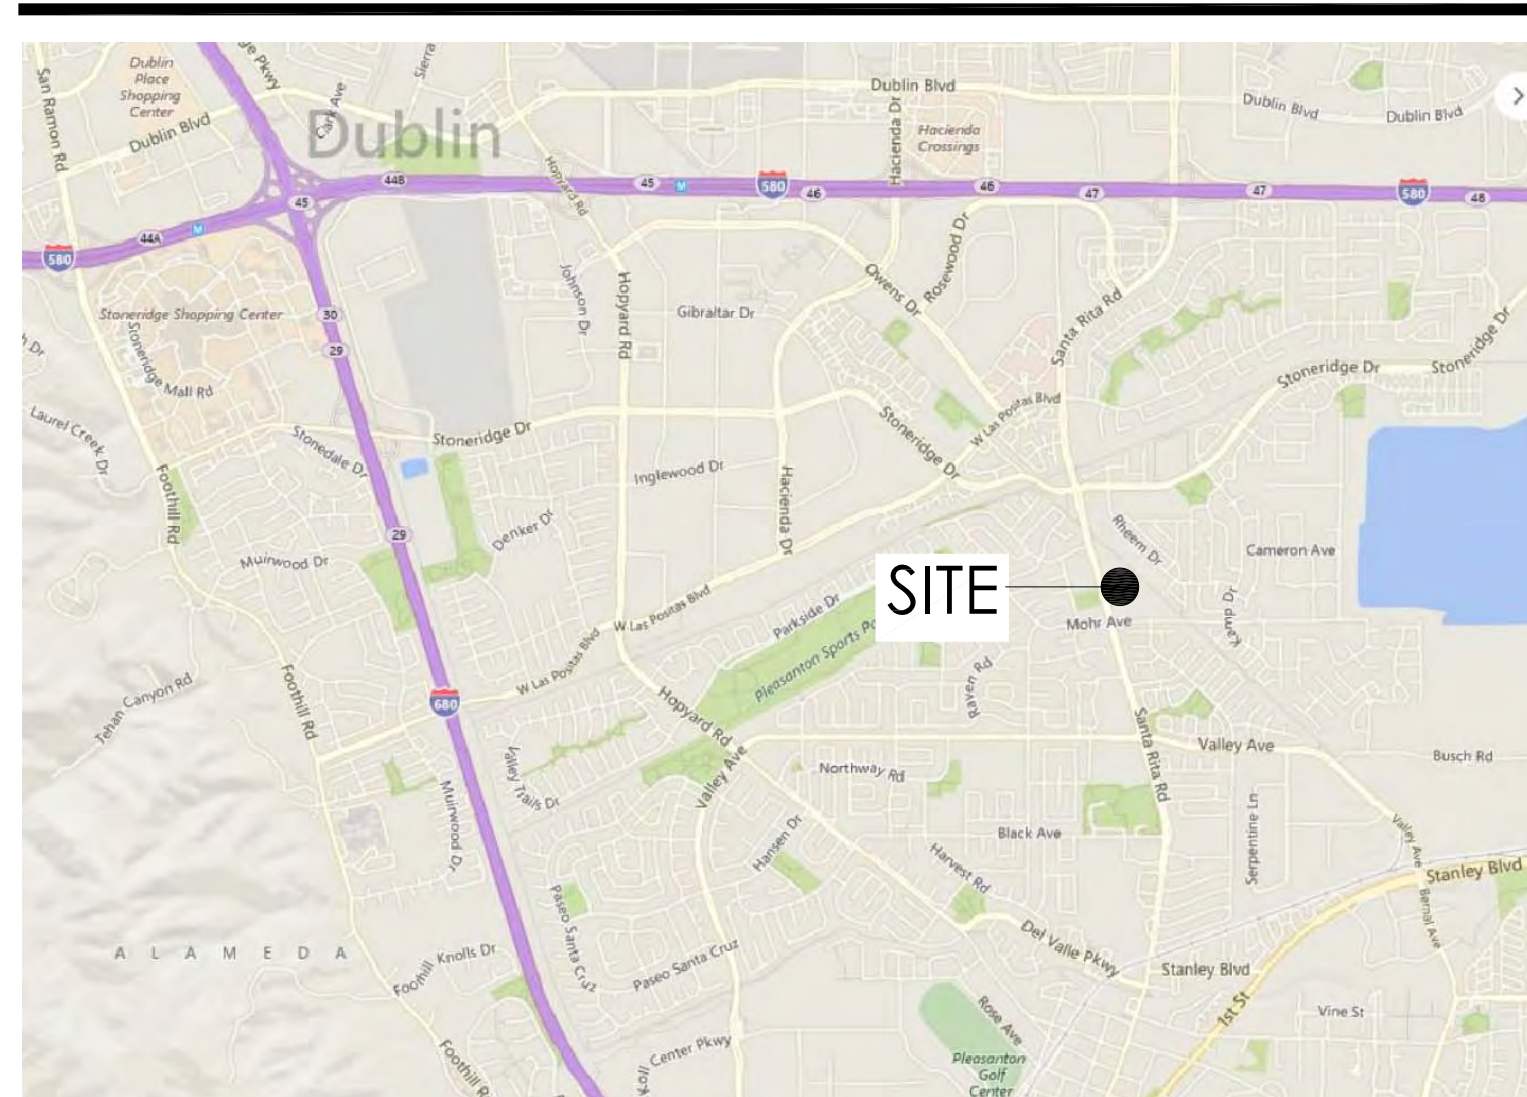 Dublin
Place
Shopping
Center
San Ramon Rd
Dublin Blvd
Dublin
Dublin Blvd
Hacienda Dr
Hacienda
Crossings
Dublin Blvd
Dublin Blvd
Hopyard Rd
44B
45
M
580
46
46
47
47
580
48
45
44A
M
580
Stoneridge Shopping Center
Stoneridge Mall Rd
30
29
Johnson Dr
Hopyard Rd
Gibraltar Dr
Owens Dr
Rosewood Dr
Santa Rita Rd
Stoneridge Dr
Stoneridge Dr
W Las Positas Blvd
Laurel Creek Dr
Stonedale Dr
Stoneridge Dr
Stoneridge Dr
Foothill Rd
Inglewood Dr
Hacienda Dr
Denker Dr
29
Muirwood Dr
Rheem Dr
Cameron Ave
SITE
Kamp Dr
Mohr Ave
Parkside Dr
Pleasanton Sports
W Las Positas Blvd
W Las Positas Blvd
Foothill Rd
Tehan Canyon Rd
680
Hopyard Rd
Raven Rd
Santa Rita Rd
Valley Ave
Busch Rd
Valley Ave
Northway Rd
Valley Trails Dr
Muirwood Dr
Hansen Dr
Black Ave
Serpentine Ln
Valley Ave
Harvest Rd
Stanley Blvd
Bernal Ave
Paseo Santa Cruz
Paseo Santa Cruz
Del Valle Pkwy
ALAMEDA
Foothill Knolls Dr
Stanley Blvd
1st St
Vine St
Rose Ave
Koll Center Pkwy
Foothill R
Pleasanton
Golf
Center